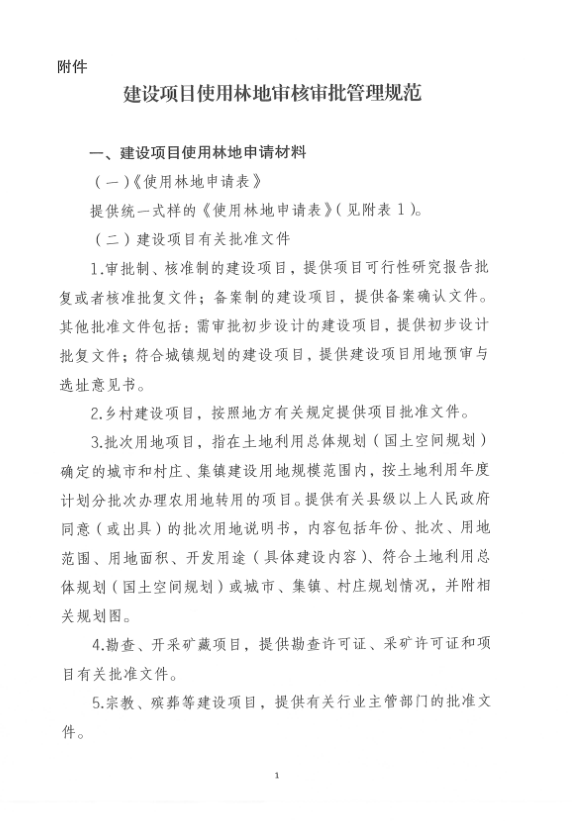 附件
建设项目使用林地审核审批管理规范
一、建设项目使用林地申请材料
（一）《使用林地申请表》
提供统一式样的《使用林地申请表》（见附表 1）。
（二）建设项目有关批准文件
1.审批制、核准制的建设项目，提供项目可行性研究报告批
复或者核准批复文件；备案制的建设项目，提供备案确认文件。
其他批准文件包括：需审批初步设计的建设项目，提供初步设计
批复文件；符合城镇规划的建设项目，提供建设项目用地预审与
选址意见书。
2.乡村建设项目，按照地方有关规定提供项目批准文件。
3.批次用地项目，指在土地利用总体规划（国土空间规划）
确定的城市和村庄、集镇建设用地规模范围内，按土地利用年度
计划分批次办理农用地转用的项目。提供有关县级以上人民政府
同意（或出具）的批次用地说明书，内容包括年份、批次、用地
范围、用地面积、开发用途（具体建设内容）、符合土地利用总
体规划（国土空间规划）或城市、集镇、村庄规划情况，并附相
关规划图。
4.勘查、开采矿藏项目，提供勘查许可证、采矿许可证和项
目有关批准文件。
5.宗教、殡葬等建设项目，提供有关行业主管部门的批准文
件。
1